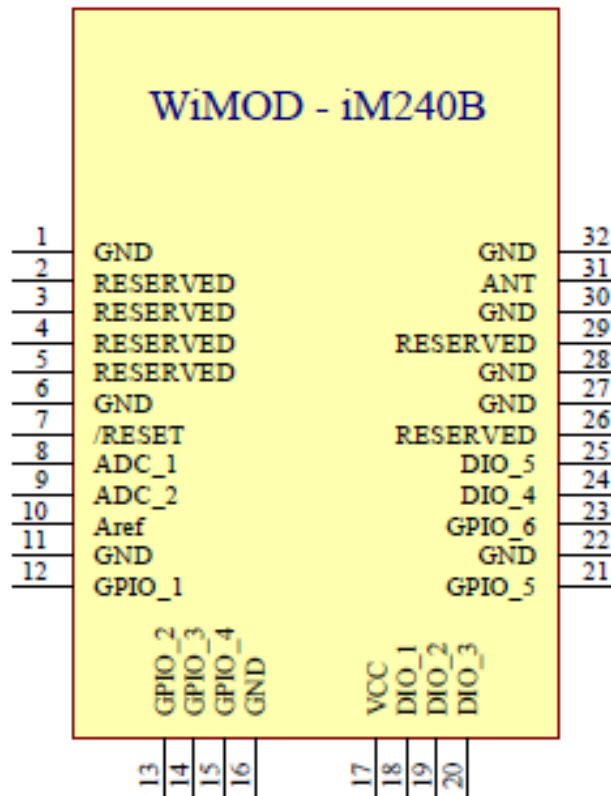 WiMOD - iM240B
1 GND
2 RESERVED
3 RESERVED
4 RESERVED
5 RESERVED
6 GND
7 /RESET
8 ADC_1
9 ADC_2
10 Aref
11 GND
12 GPIO_1
GND 32
ANT 31
GND 30
RESERVED 29
GND 28
GND 27
RESERVED 26
DIO_5 25
DIO_4 24
GPIO_6 23
GND 22
GPIO_5 21
13 GPIO_2
14 GPIO_3
15 GPIO_4
16 GND
17 VCC
18 DIO_1
19 DIO_2
20 DIO_3